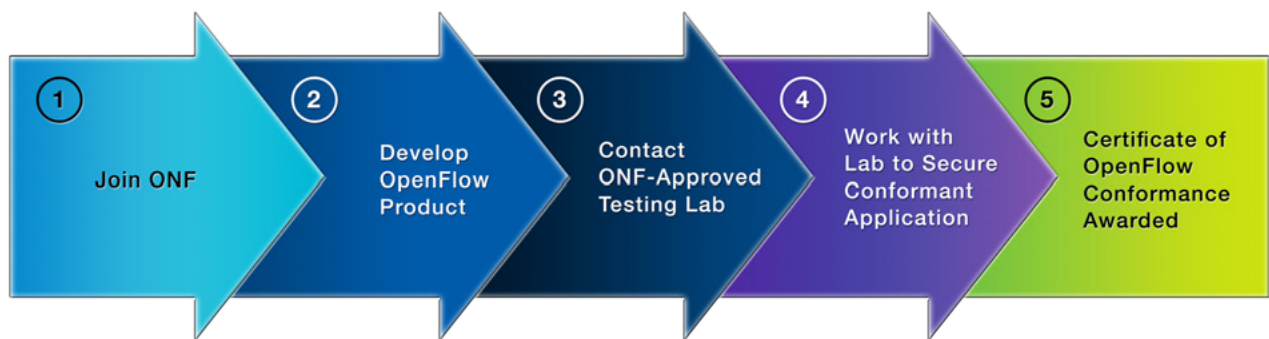 1
Join ONF
2
Develop
OpenFlow
Product
3
Contact
ONF-Approved
Testing Lab
4
Work with
Lab to Secure
Conformant
Application
5
Certificate of
OpenFlow
Conformance
Awarded